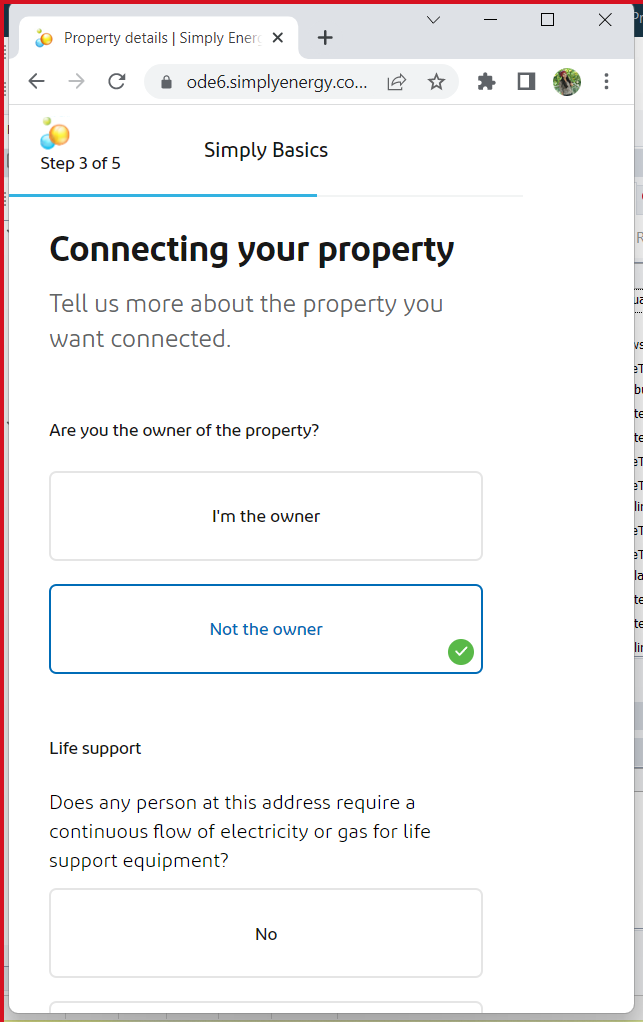 Property details | Simply Energ
ode6.simplyenergy.co...
Step 3 of 5
Simply Basics
Connecting your property
Tell us more about the property you
want connected.
Are you the owner of the property?
I'm the owner
Not the owner
Life support
Does any person at this address require a
continuous flow of electricity or gas for life
support equipment?
No